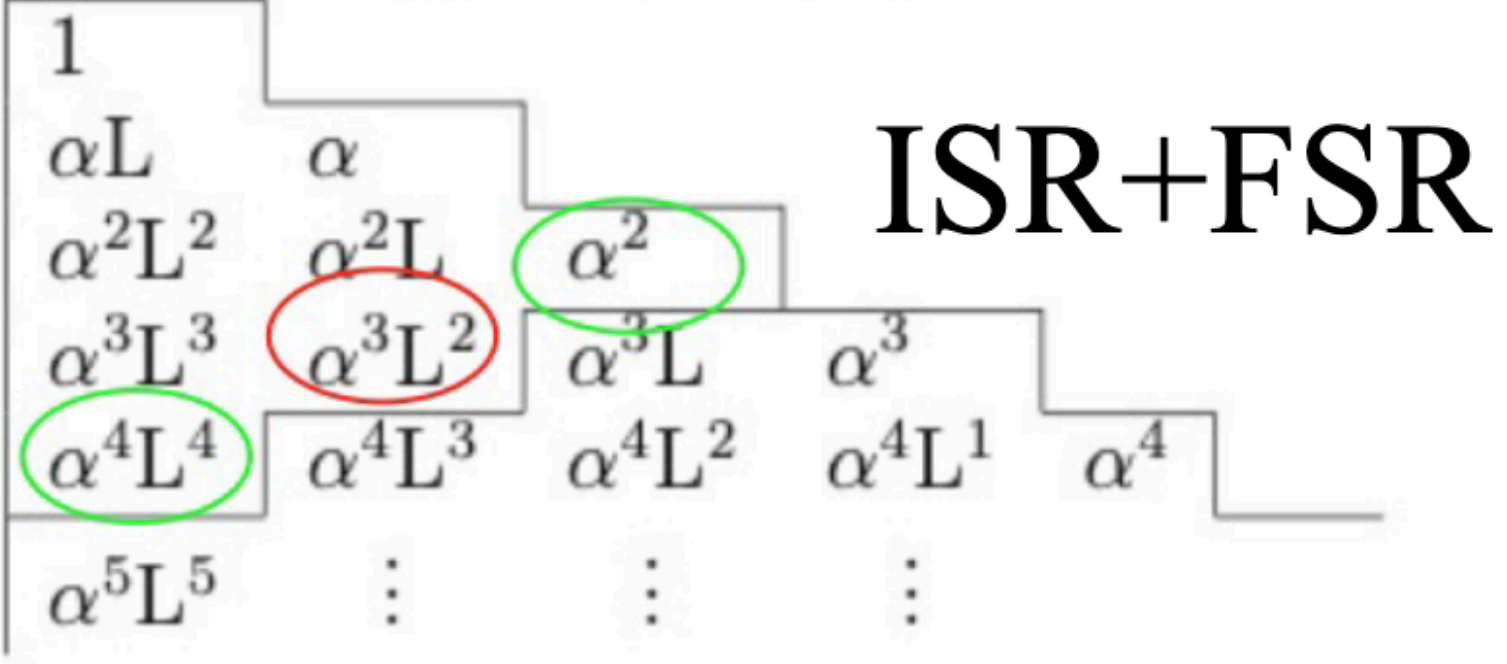 1
αL α
α²L² α²L α²
ISR+FSR
α³L³ α³L² α³L α³
α⁴L⁴ α⁴L³ α⁴L² α⁴L¹ α⁴
α⁵L⁵ ⋮ ⋮ ⋮